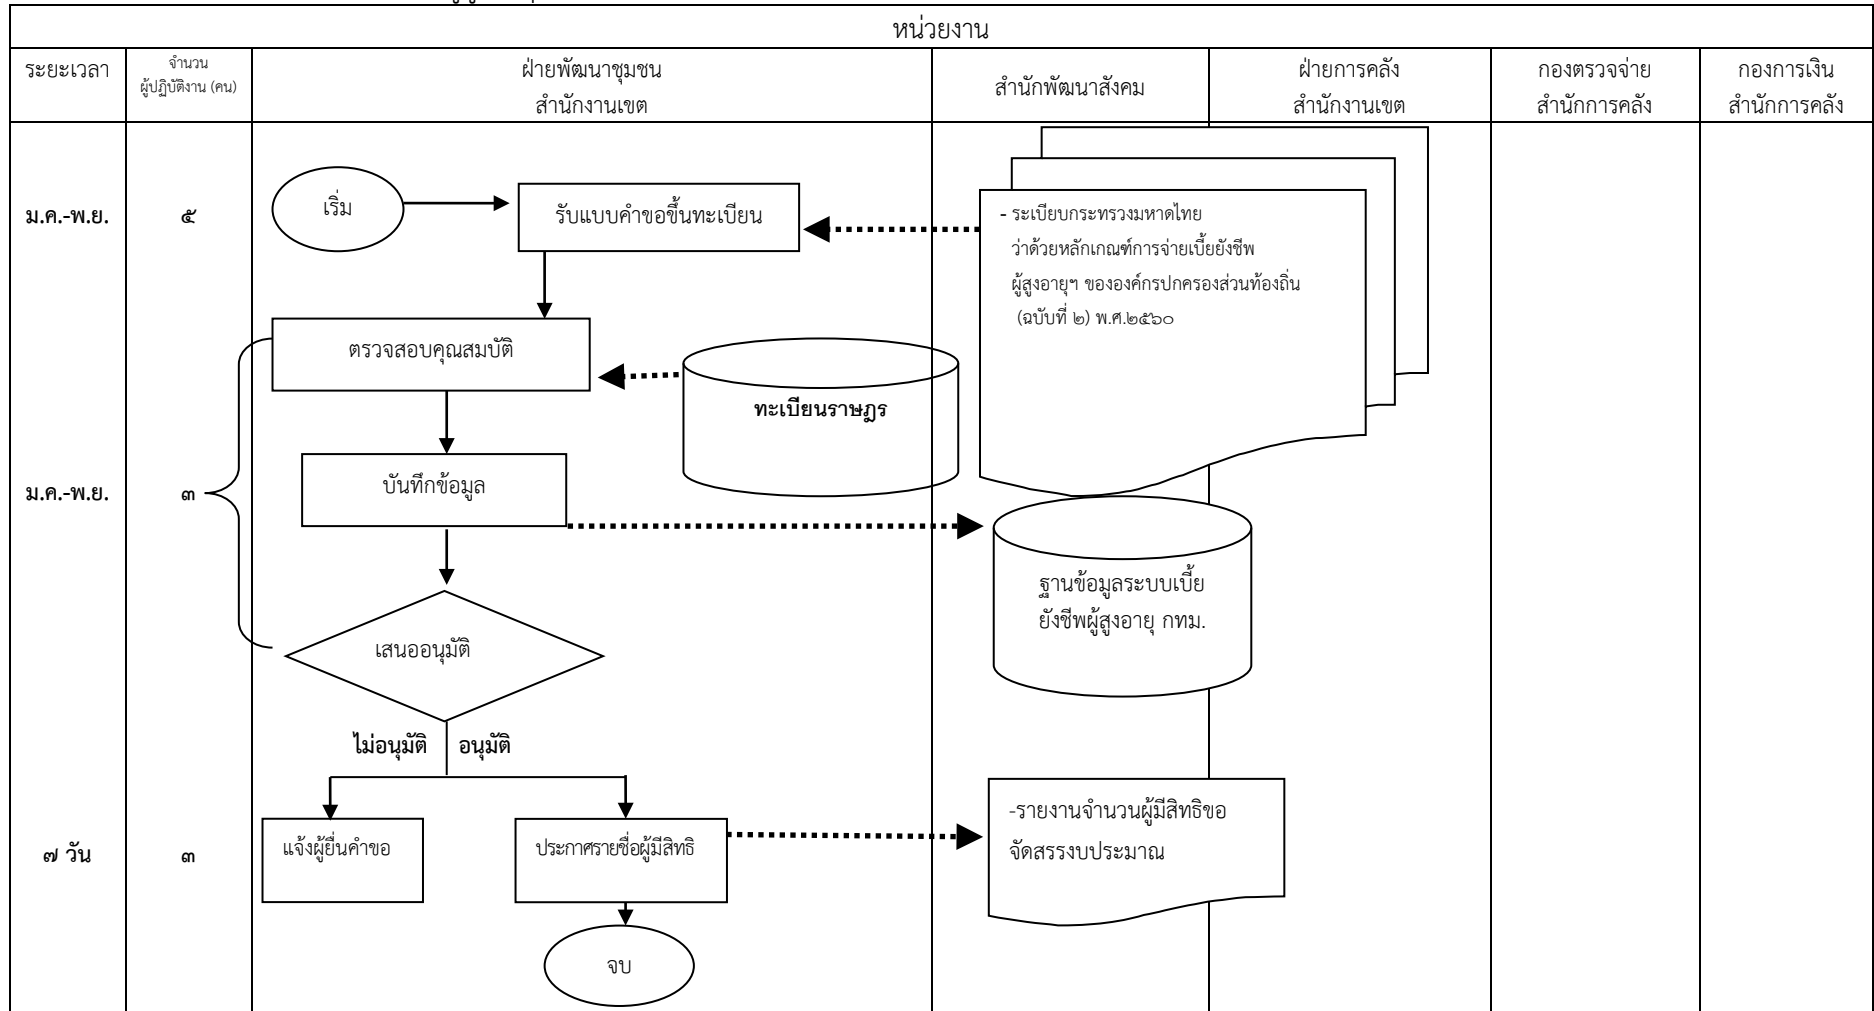 หน่วยงาน
ระยะเวลา
จำนวน
ผู้ปฏิบัติงาน (คน)
ฝ่ายพัฒนาชุมชน
สำนักงานเขต
สำนักพัฒนาสังคม
ฝ่ายการคลัง
สำนักงานเขต
กองตรวจจ่าย
สำนักการคลัง
กองการเงิน
สำนักการคลัง
ม.ค.-พ.ย.
๕
เริ่ม
รับแบบคำขอขึ้นทะเบียน
- ระเบียบกระทรวงมหาดไทย
ว่าด้วยหลักเกณฑ์การจ่ายเบี้ยยังชีพ
ผู้สูงอายุฯ ขององค์กรปกครองส่วนท้องถิ่น
(ฉบับที่ ๒) พ.ศ.๒๕๖๐
ตรวจสอบคุณสมบัติ
ทะเบียนราษฎร
ม.ค.-พ.ย.
๓
บันทึกข้อมูล
ฐานข้อมูลระบบเบี้ย
ยังชีพผู้สูงอายุ กทม.
เสนออนุมัติ
ไม่อนุมัติ
อนุมัติ
๗ วัน
๓
แจ้งผู้ยื่นคำขอ
ประกาศรายชื่อผู้มีสิทธิ
-รายงานจำนวนผู้มีสิทธิขอ
จัดสรรงบประมาณ
จบ